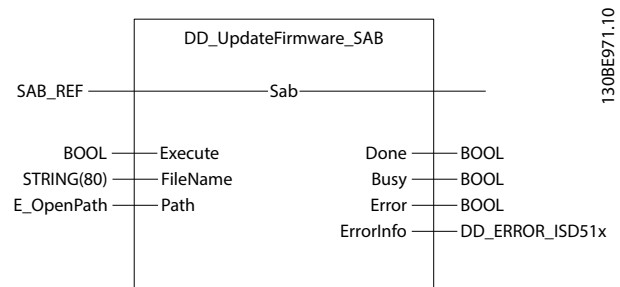 DD_UpdateFirmware_SAB
130BE971.10
SAB_REF Sab
BOOL Execute Done BOOL
STRING(80) FileName Busy BOOL
E_OpenPath Path Error BOOL
ErrorInfo DD_ERROR_ISD51x